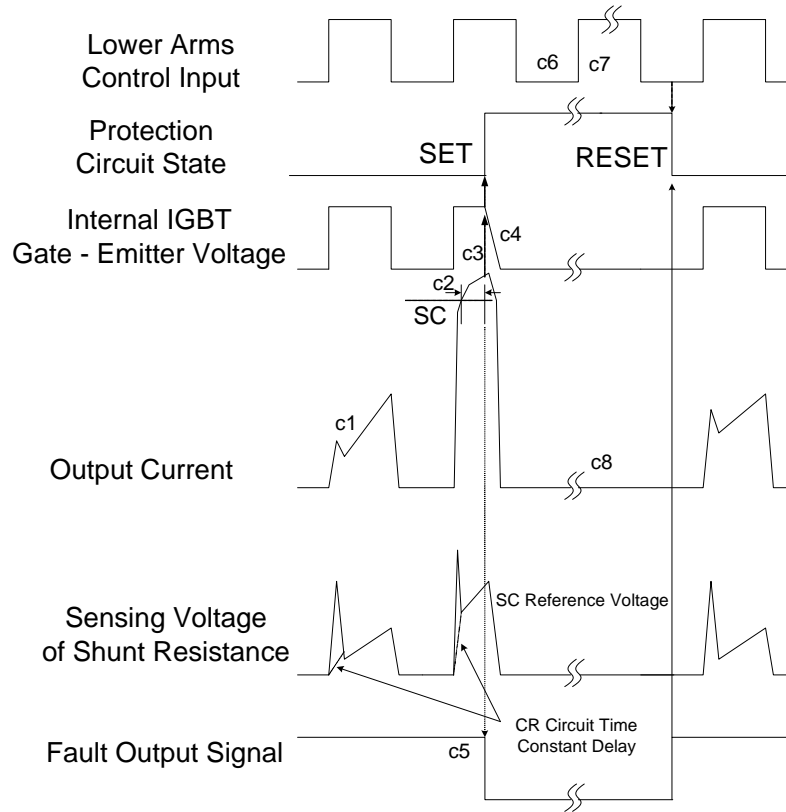 Lower Arms
Control Input
c6
c7
Protection
Circuit State
SET
RESET
Internal IGBT
Gate - Emitter Voltage
c3
c4
c2
SC
c1
Output Current
c8
SC Reference Voltage
Sensing Voltage
of Shunt Resistance
CR Circuit Time
Constant Delay
Fault Output Signal
c5